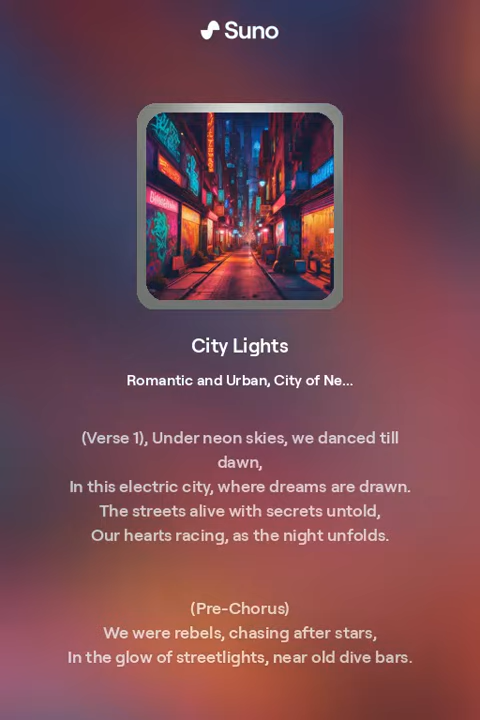 Suno
City Lights
Romantic and Urban, City of Ne...
(Verse 1), Under neon skies, we danced till
dawn,
In this electric city, where dreams are drawn.
The streets alive with secrets untold,
Our hearts racing, as the night unfolds.
(Pre-Chorus)
We were rebels, chasing after stars,
In the glow of streetlights, near old dive bars.